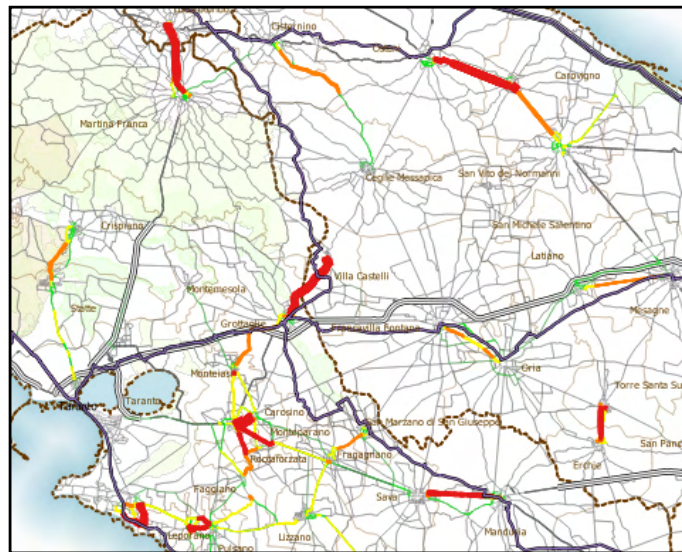 Cisternino
Carovigno
Martina Franca
Ceglie Messapica
San Vito dei Normanni
Crispiano
San Michele Salentino
Latiano
Villa Castelli
Montemesola
Statte
Mesagne
Grottaglie
Francavilla Fontana
Oria
Monteiasi
Taranto
Taranto
Torre Santa Su
Carosino
San Marzano di San Giuseppe
Monteparano
Roccaforzata
Fragagnano
San Panc
Erchie
Faggiano
Sava
Manduria
Leporano
Lizzano
Pulsano